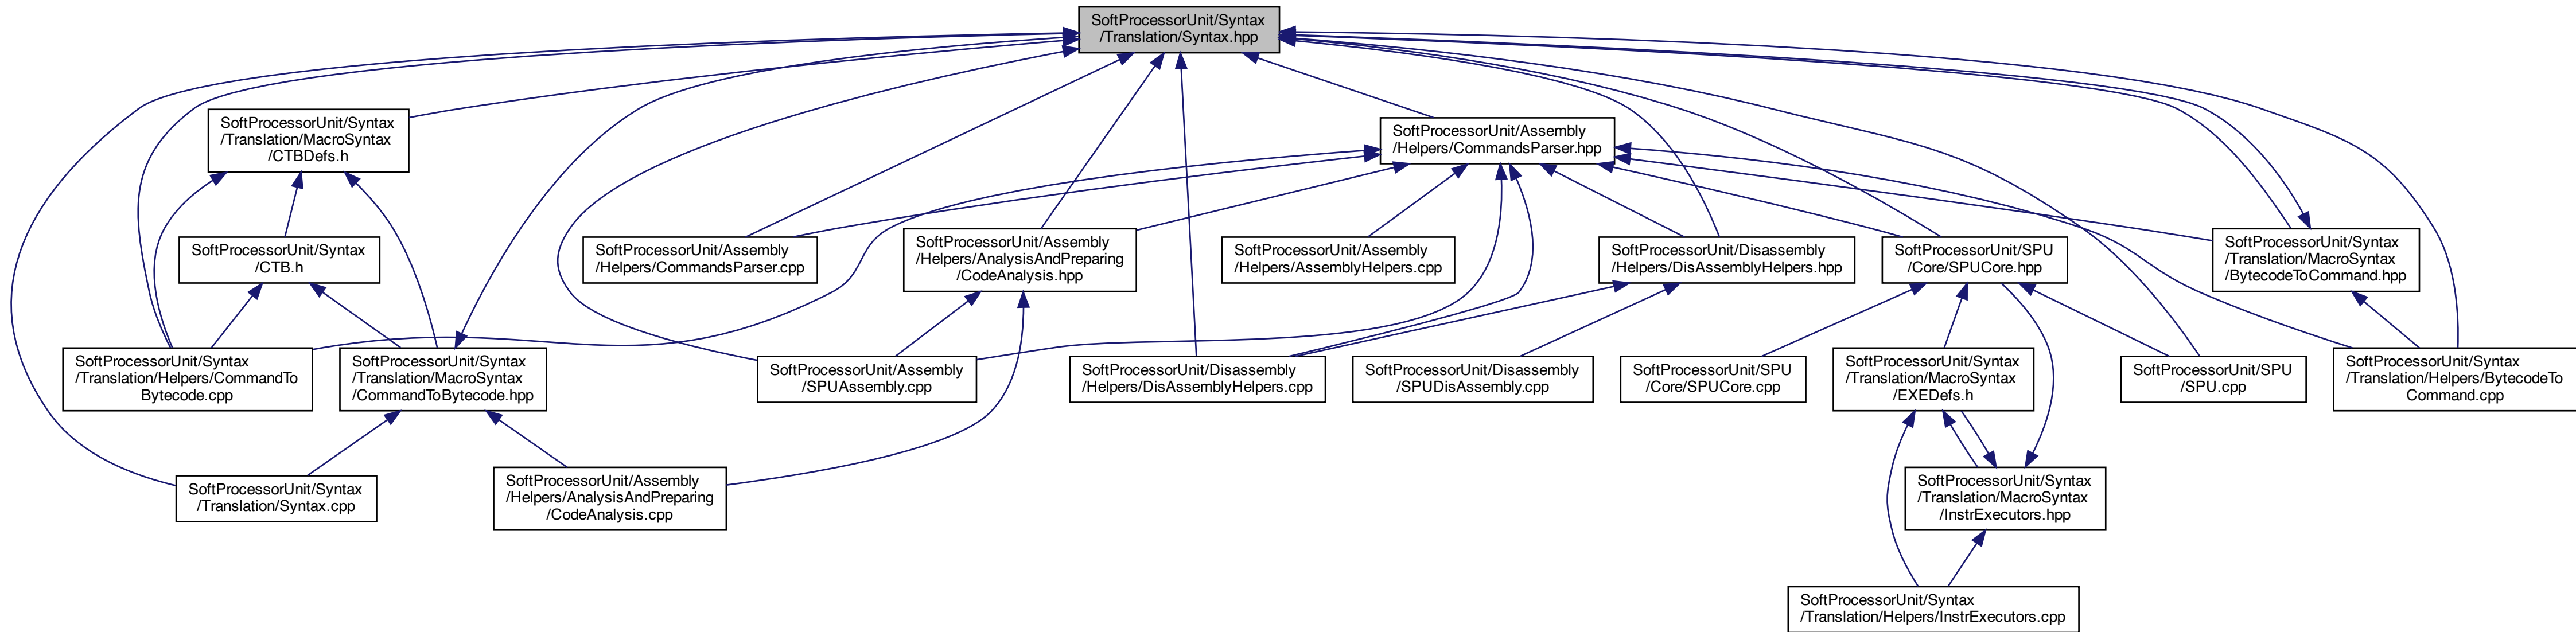 SoftProcessorUnit/Syntax
/Translation/Syntax.hpp
SoftProcessorUnit/Syntax
/Translation/MacroSyntax
/CTBDefs.h
SoftProcessorUnit/Assembly
/Helpers/CommandsParser.hpp
SoftProcessorUnit/Syntax
/CTB.h
SoftProcessorUnit/Assembly
/Helpers/CommandsParser.cpp
SoftProcessorUnit/Assembly
/Helpers/AnalysisAndPreparing
/CodeAnalysis.hpp
SoftProcessorUnit/Assembly
/Helpers/AssemblyHelpers.cpp
SoftProcessorUnit/Disassembly
/Helpers/DisAssemblyHelpers.hpp
SoftProcessorUnit/SPU
/Core/SPUCore.hpp
SoftProcessorUnit/Syntax
/Translation/MacroSyntax
/BytecodeToCommand.hpp
SoftProcessorUnit/Syntax
/Translation/Helpers/CommandTo
Bytecode.cpp
SoftProcessorUnit/Syntax
/Translation/MacroSyntax
/CommandToBytecode.hpp
SoftProcessorUnit/Assembly
/SPUAssembly.cpp
SoftProcessorUnit/Disassembly
/Helpers/DisAssemblyHelpers.cpp
SoftProcessorUnit/Disassembly
/SPUDisAssembly.cpp
SoftProcessorUnit/SPU
/Core/SPUCore.cpp
SoftProcessorUnit/Syntax
/Translation/MacroSyntax
/EXEDefs.h
SoftProcessorUnit/SPU
/SPU.cpp
SoftProcessorUnit/Syntax
/Translation/Helpers/BytecodeTo
Command.cpp
SoftProcessorUnit/Syntax
/Translation/Syntax.cpp
SoftProcessorUnit/Assembly
/Helpers/AnalysisAndPreparing
/CodeAnalysis.cpp
SoftProcessorUnit/Syntax
/Translation/MacroSyntax
/InstrExecutors.hpp
SoftProcessorUnit/Syntax
/Translation/Helpers/InstrExecutors.cpp